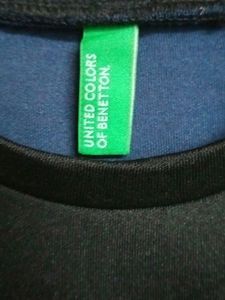 UNITED COLORS
OF BENETTON.